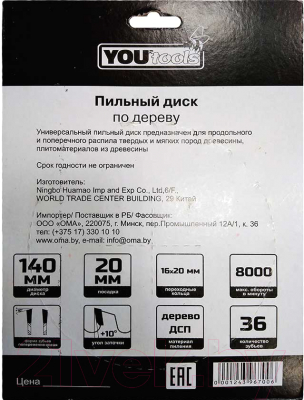 YOUtools
Пильный диск
по дереву
Универсальный пильный диск предназначен для продольного
и поперечного распила твердых и мягких пород древесины,
плитоматериалов из древесины
Срок годности не ограничен
Изготовитель:
Ningbo Huamao Imp and Exp Co., Ltd,6/F.,
WORLD TRADE CENTER BUILDING, 29 Китай
Импортер/ Поставщик в РБ/ Фасовщик:
ООО «ОМА», 220075, г. Минск, пер.Промышленный 12А/1, к. 36
тел: (+375 17) 330 10 10
www.oma.by e-mail: info@oma.by
140 ММ
диаметр диска
20 ММ
посадка
16x20 мм
переходные кольца
8000
макс. обороты в минуту
форма зубьев
+10°
угол заточки
дерево ДСП
материал пиления
36
количество зубьев
Цена
EAC